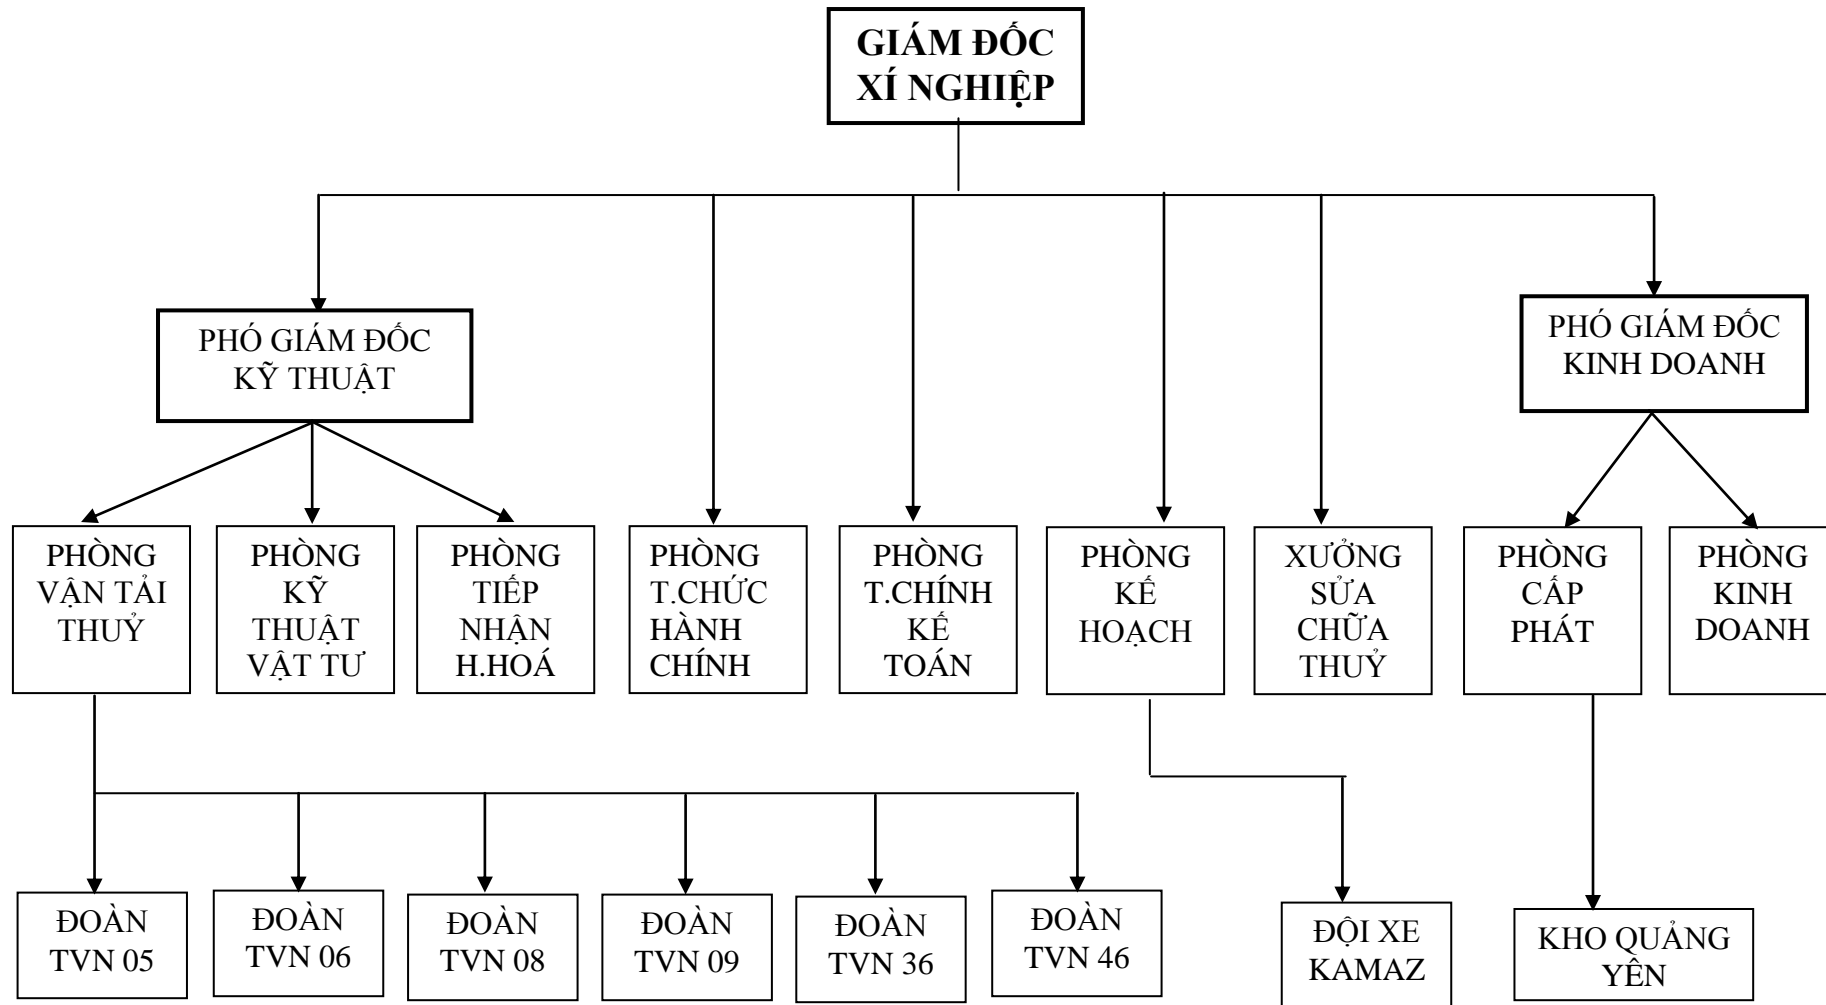 GIÁM ĐỐC
XÍ NGHIỆP
PHÓ GIÁM ĐỐC
KỸ THUẬT
PHÓ GIÁM ĐỐC
KINH DOANH
PHÒNG
VẬN TẢI
THUỶ
PHÒNG
KỸ
THUẬT
VẬT TƯ
PHÒNG
TIẾP
NHẬN
H.HOÁ
PHÒNG
T.CHỨC
HÀNH
CHÍNH
PHÒNG
T.CHÍNH
KẾ
TOÁN
PHÒNG
KẾ
HOẠCH
XƯỞNG
SỬA
CHỮA
THUỶ
PHÒNG
CẤP
PHÁT
PHÒNG
KINH
DOANH
ĐOÀN
TVN 05
ĐOÀN
TVN 06
ĐOÀN
TVN 08
ĐOÀN
TVN 09
ĐOÀN
TVN 36
ĐOÀN
TVN 46
ĐỘI XE
KAMAZ
KHO QUẢNG
YÊN